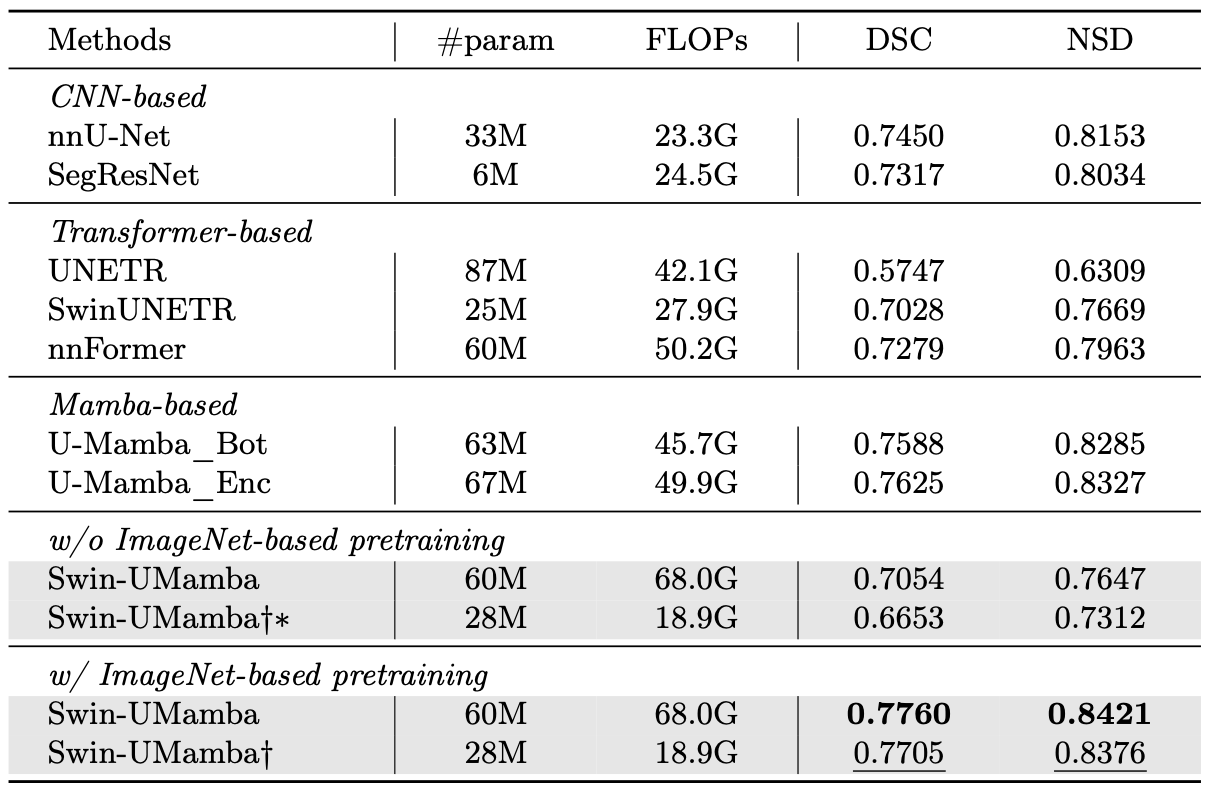 Methods #param FLOPs DSC NSD
CNN-based
nnU-Net 33M 23.3G 0.7450 0.8153
SegResNet 6M 24.5G 0.7317 0.8034
Transformer-based
UNETR 87M 42.1G 0.5747 0.6309
SwinUNETR 25M 27.9G 0.7028 0.7669
nnFormer 60M 50.2G 0.7279 0.7963
Mamba-based
U-Mamba_Bot 63M 45.7G 0.7588 0.8285
U-Mamba_Enc 67M 49.9G 0.7625 0.8327
w/o ImageNet-based pretraining
Swin-UMamba 60M 68.0G 0.7054 0.7647
Swin-UMamba†* 28M 18.9G 0.6653 0.7312
w/ ImageNet-based pretraining
Swin-UMamba 60M 68.0G 0.7760 0.8421
Swin-UMamba† 28M 18.9G 0.7705 0.8376